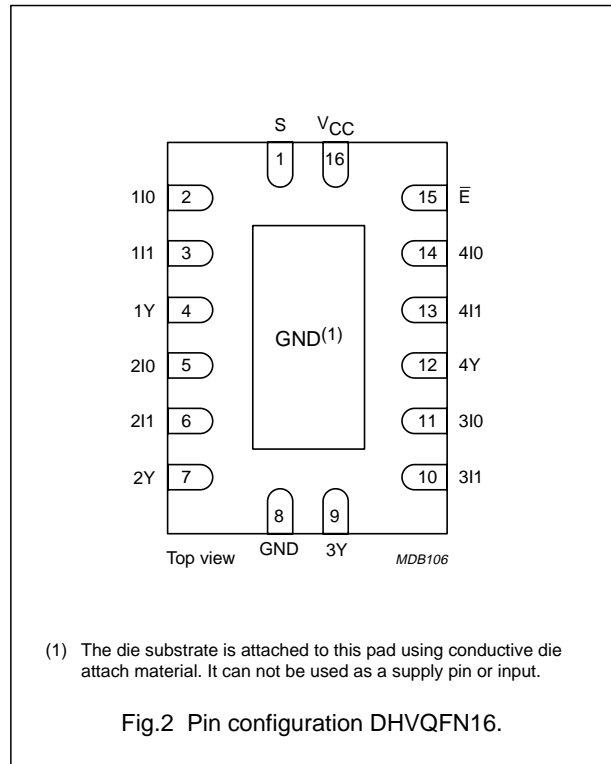 S VCC
1 16
1I0 2 15 E̅
1I1 3 14 4I0
1Y 4 13 4I1
GND(1)
2I0 5 12 4Y
2I1 6 11 3I0
2Y 7 10 3I1
8 9
Top view GND 3Y MDB106
(1) The die substrate is attached to this pad using conductive die
attach material. It can not be used as a supply pin or input.
Fig.2 Pin configuration DHVQFN16.